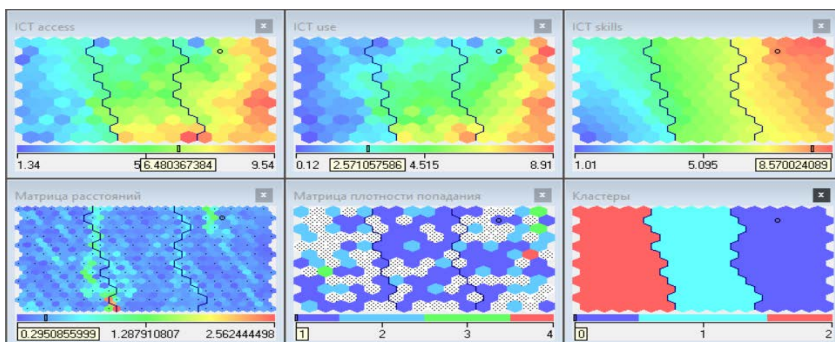 ICT access
ICT use
ICT skills
1.34 5 6.480367384 9.54
0.12 2.571057586 4.515 8.91
1.01 5.095 8.570024089
Матрица расстояний
Матрица плотности попадания
Кластеры
0.2950855999 1.287910807 2.562444498
1 2 3 4
0 1 2